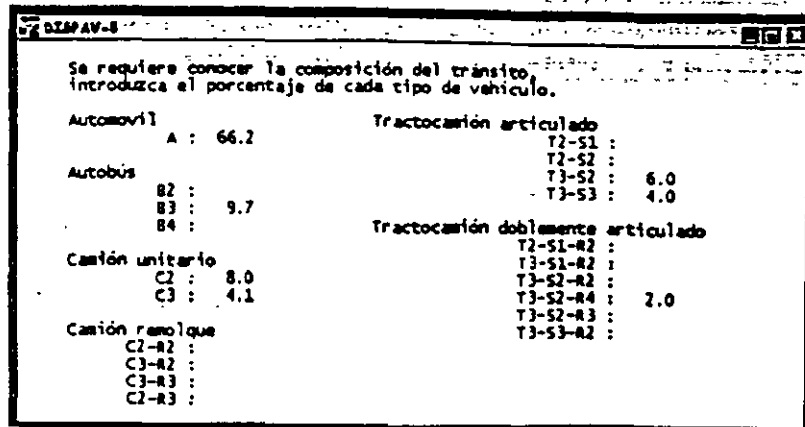 DISPAV-5
Se requiere conocer la composición del tránsito,
introduzca el porcentaje de cada tipo de vehículo.
Automovil
A : 66.2
Autobús
B2 :
B3 : 9.7
B4 :
Camión unitario
C2 : 8.0
C3 : 4.1
Camión remolque
C2-R2 :
C3-R2 :
C3-R3 :
C2-R3 :
Tractocamión articulado
T2-S1 :
T2-S2 :
T3-S2 : 6.0
T3-S3 : 4.0
Tractocamión doblemente articulado
T2-S1-R2 :
T3-S1-R2 :
T3-S2-R2 :
T3-S2-R4 : 2.0
T3-S2-R3 :
T3-S3-R2 :